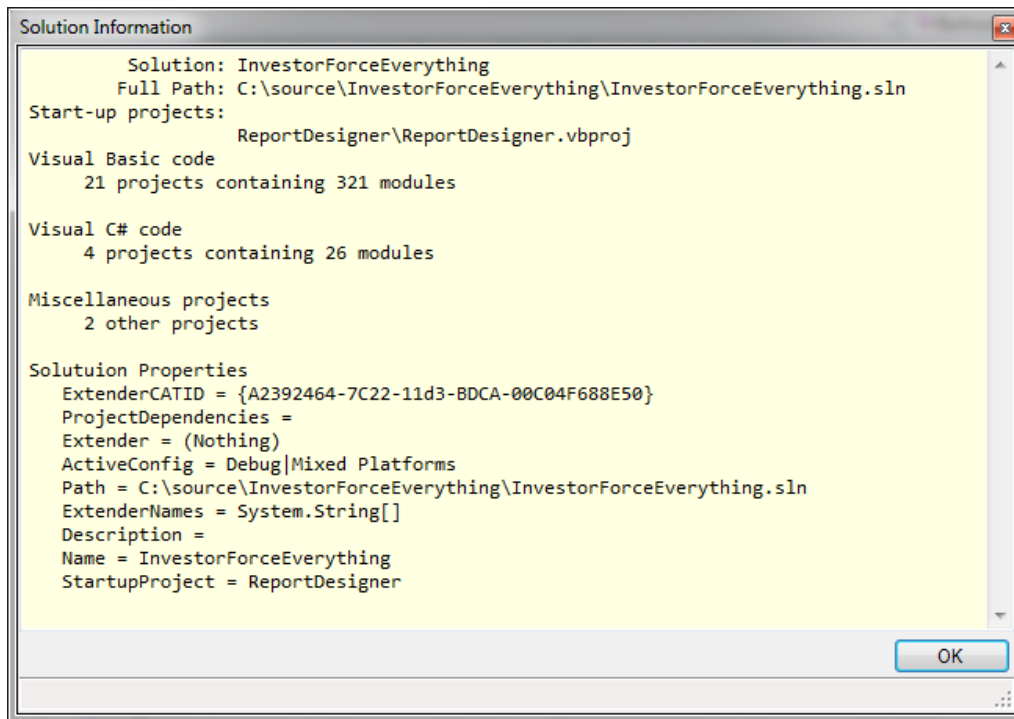 Solution Information
Solution: InvestorForceEverything
Full Path: C:\source\InvestorForceEverything\InvestorForceEverything.sln
Start-up projects:
ReportDesigner\ReportDesigner.vbproj
Visual Basic code
21 projects containing 321 modules
Visual C# code
4 projects containing 26 modules
Miscellaneous projects
2 other projects
Solutuion Properties
ExtenderCATID = {A2392464-7C22-11d3-BDCA-00C04F688E50}
ProjectDependencies =
Extender = (Nothing)
ActiveConfig = Debug|Mixed Platforms
Path = C:\source\InvestorForceEverything\InvestorForceEverything.sln
ExtenderNames = System.String[]
Description =
Name = InvestorForceEverything
StartupProject = ReportDesigner
OK